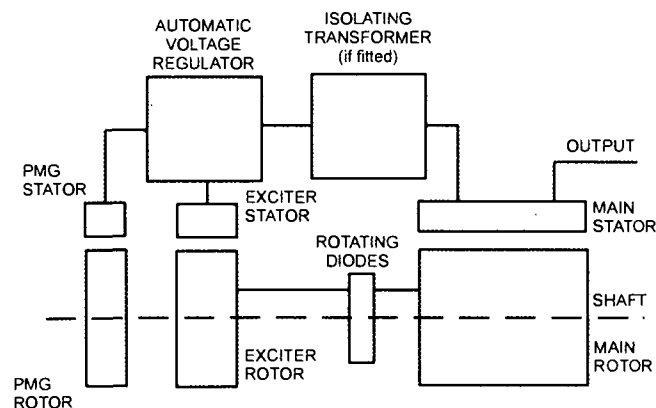 AUTOMATIC
VOLTAGE
REGULATOR
ISOLATING
TRANSFORMER
(if fitted)
OUTPUT
PMG
STATOR
EXCITER
STATOR
MAIN
STATOR
ROTATING
DIODES
SHAFT
EXCITER
ROTOR
MAIN
ROTOR
PMG
ROTOR